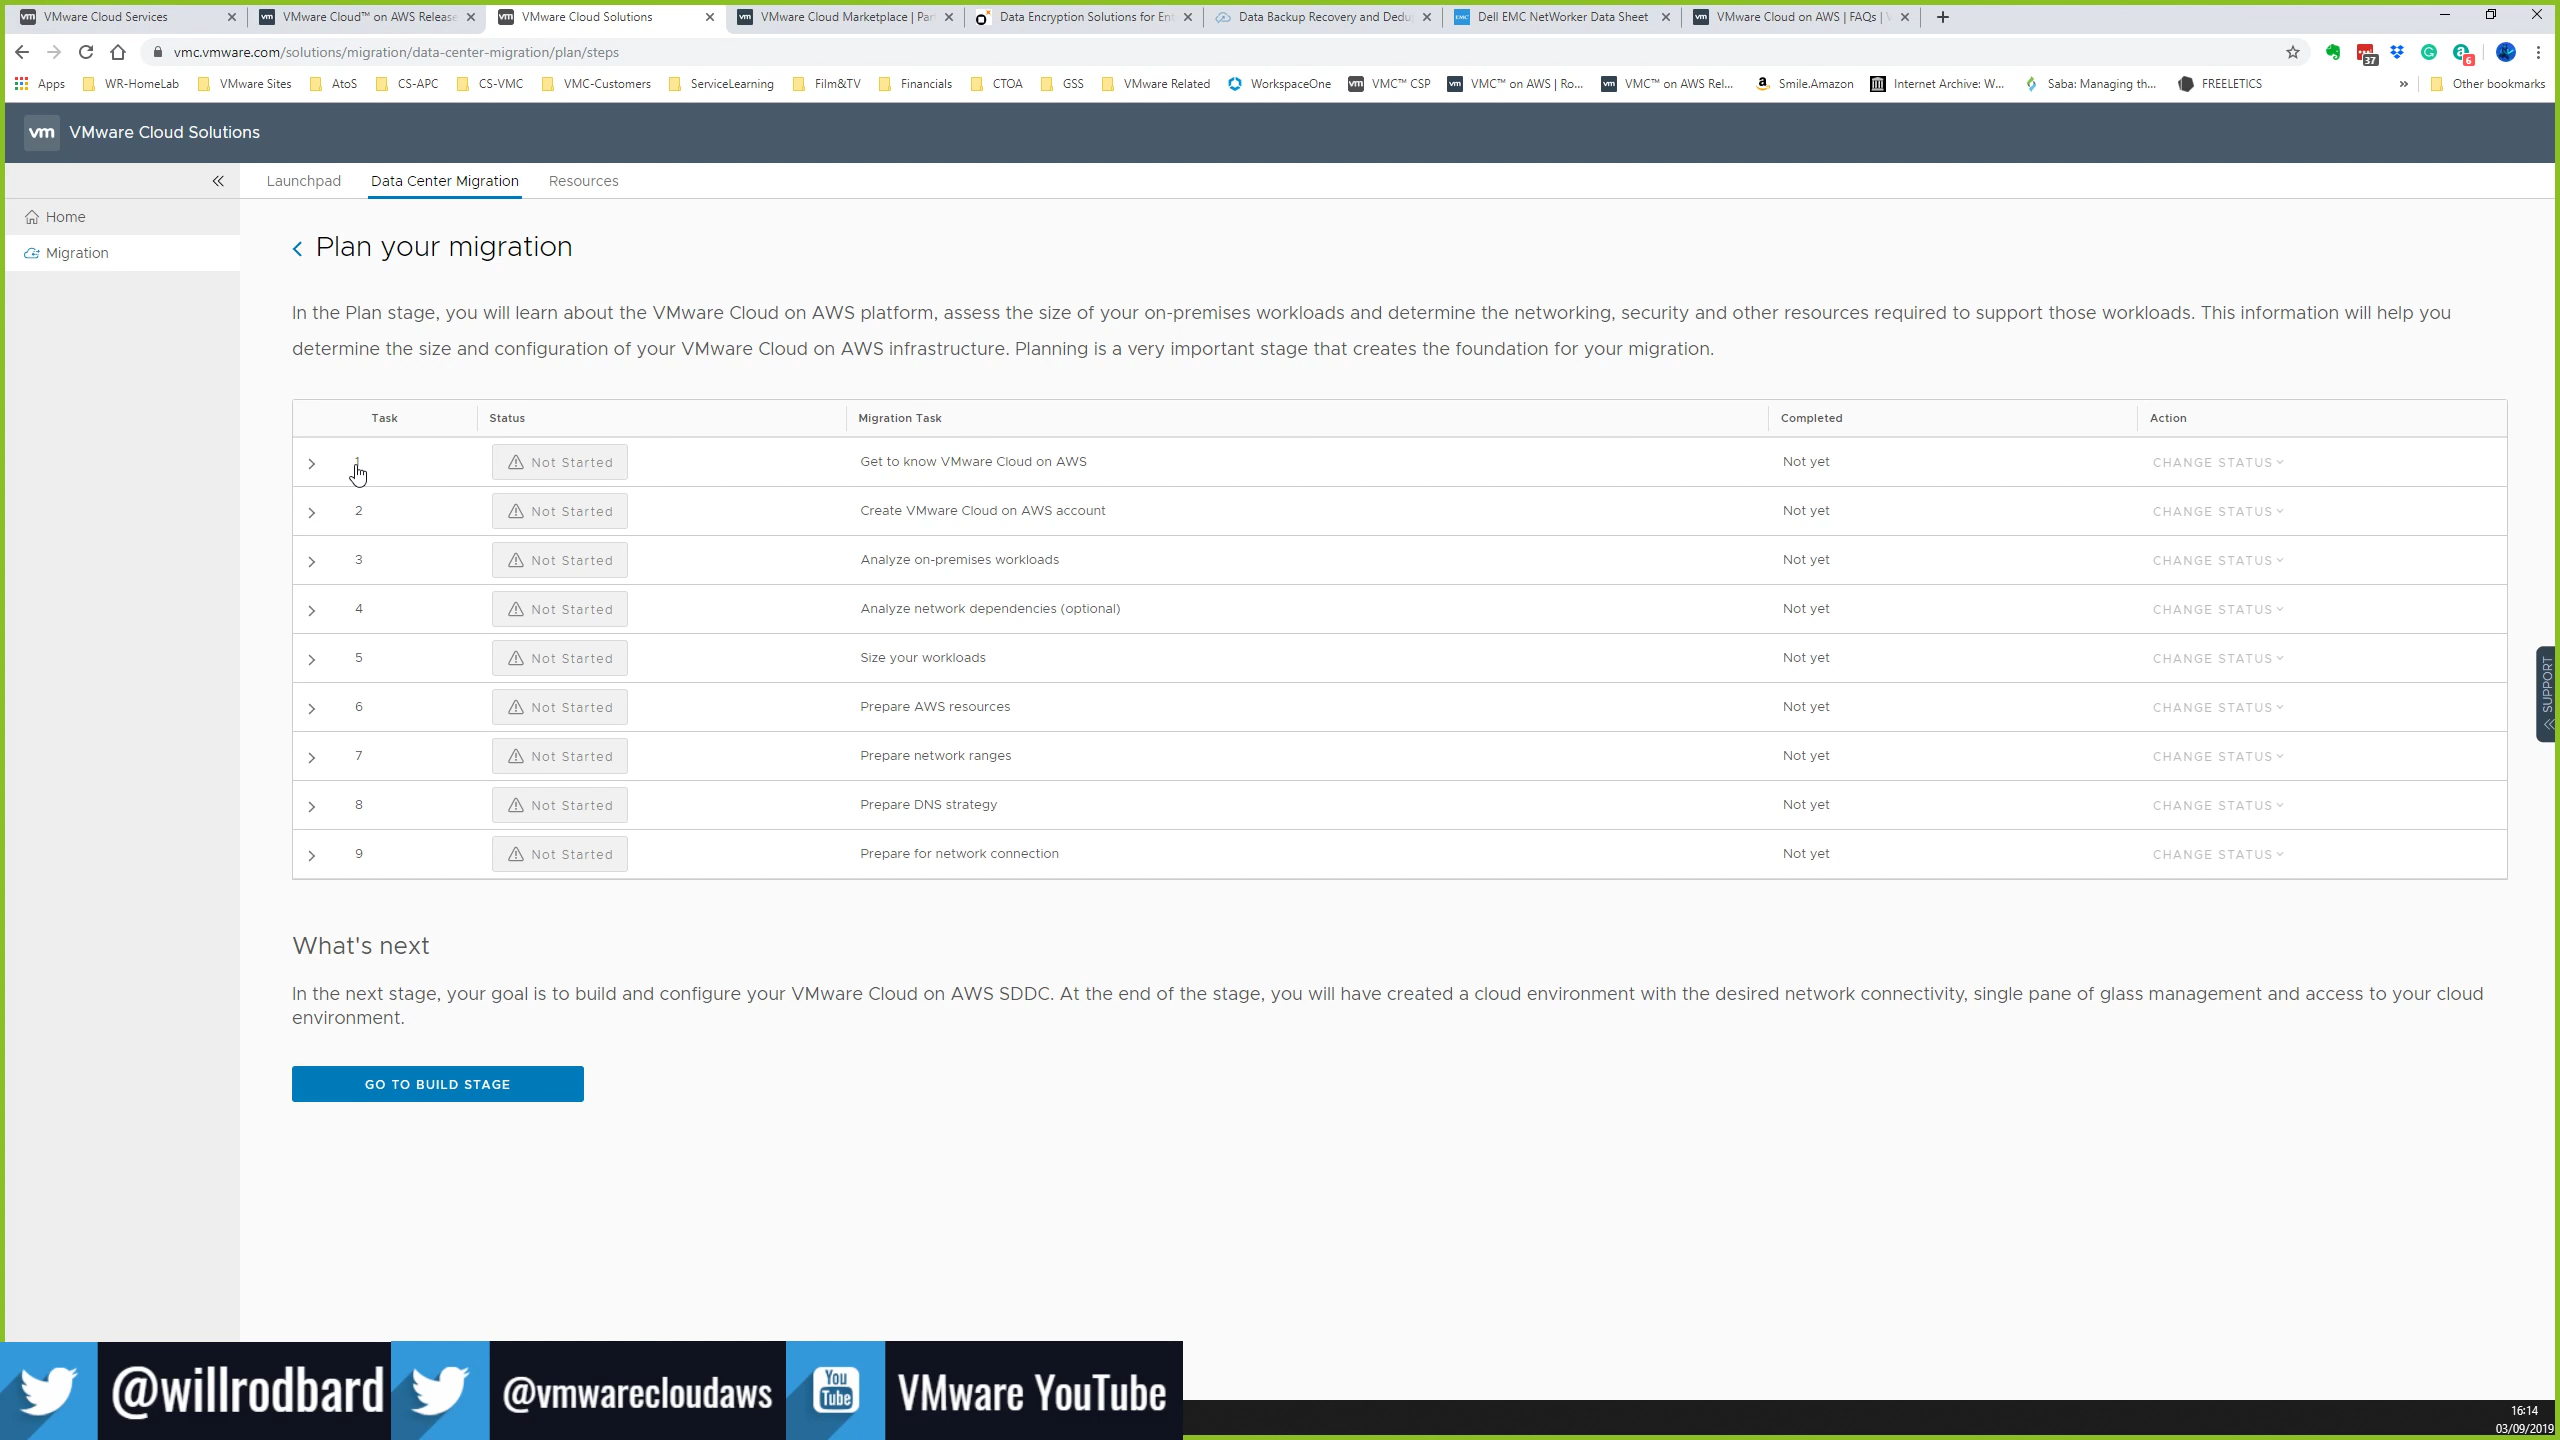 VMware Cloud Services
VMware Cloud™ on AWS Release
VMware Cloud Solutions
VMware Cloud Marketplace | Par
Data Encryption Solutions for Ent
Data Backup Recovery and Dedu
Dell EMC NetWorker Data Sheet
VMware Cloud on AWS | FAQs |
vmc.vmware.com/solutions/migration/data-center-migration/plan/steps
37
6
Apps
WR-HomeLab
VMware Sites
AtoS
CS-APC
CS-VMC
VMC-Customers
ServiceLearning
Film&TV
Financials
CTOA
GSS
VMware Related
WorkspaceOne
VMC™ CSP
VMC™ on AWS | Ro...
VMC™ on AWS Rel...
Smile.Amazon
Internet Archive: W...
Saba: Managing th...
FREELETICS
»
Other bookmarks
vm VMware Cloud Solutions
Launchpad
Data Center Migration
Resources
Home
Migration
Plan your migration
In the Plan stage, you will learn about the VMware Cloud on AWS platform, assess the size of your on-premises workloads and determine the networking, security and other resources required to support those workloads. This information will help you
determine the size and configuration of your VMware Cloud on AWS infrastructure. Planning is a very important stage that creates the foundation for your migration.
Task Status Migration Task Completed Action
1 Not Started Get to know VMware Cloud on AWS Not yet CHANGE STATUS
2 Not Started Create VMware Cloud on AWS account Not yet CHANGE STATUS
3 Not Started Analyze on-premises workloads Not yet CHANGE STATUS
4 Not Started Analyze network dependencies (optional) Not yet CHANGE STATUS
5 Not Started Size your workloads Not yet CHANGE STATUS
6 Not Started Prepare AWS resources Not yet CHANGE STATUS
7 Not Started Prepare network ranges Not yet CHANGE STATUS
8 Not Started Prepare DNS strategy Not yet CHANGE STATUS
9 Not Started Prepare for network connection Not yet CHANGE STATUS
SUPPORT
What's next
In the next stage, your goal is to build and configure your VMware Cloud on AWS SDDC. At the end of the stage, you will have created a cloud environment with the desired network connectivity, single pane of glass management and access to your cloud
environment.
GO TO BUILD STAGE
@willrodbard
@vmwarecloudaws
You
Tube
VMware YouTube
16:14
03/09/2019